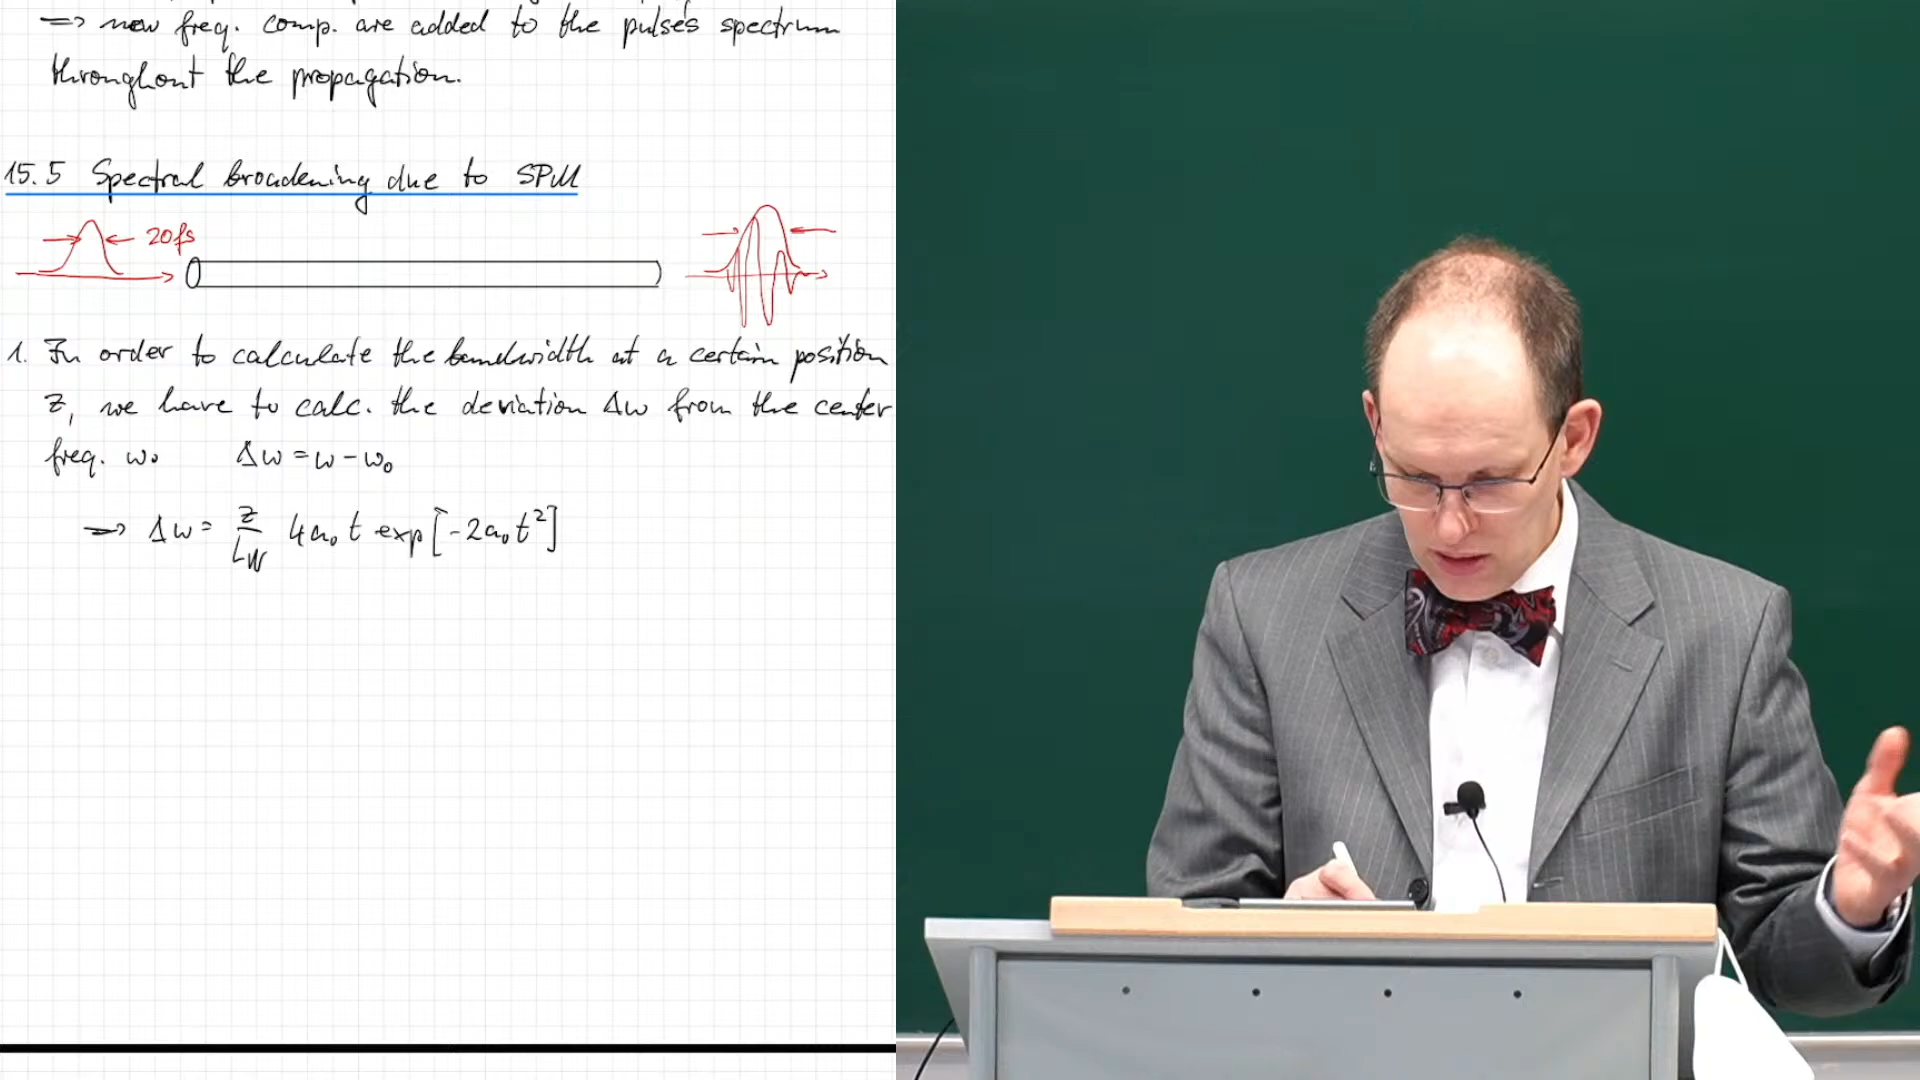 => new freq. comp. are added to the pulses spectrum
throughout the propagation.
15.5 Spectral broadening due to SPM
20fs
1. In order to calculate the bandwidth at a certain position
z, we have to calc. the deviation Δω from the center
freq. ω₀ Δω = ω - ω₀
=> Δω = z/L_N 4a₀ t exp[-2a₀t²]